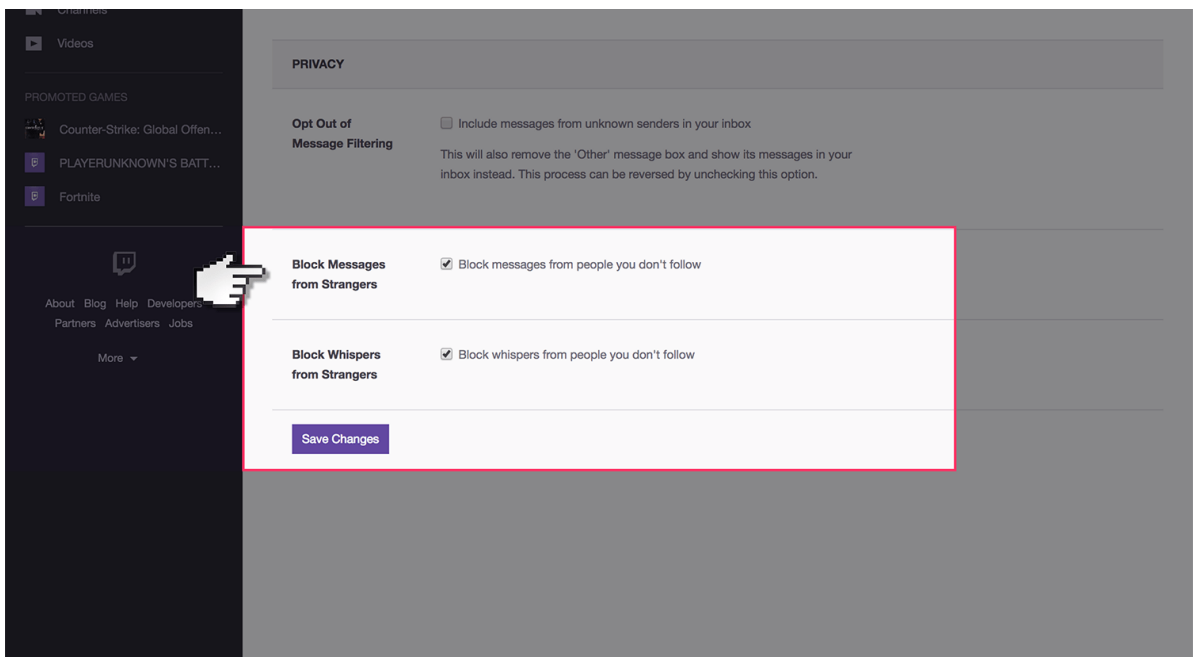 Channels
Videos
PROMOTED GAMES
Counter-Strike: Global Offen...
PLAYERUNKNOWN'S BATT...
Fortnite
About Blog Help Developers
Partners Advertisers Jobs
More
PRIVACY
Opt Out of
Message Filtering
Include messages from unknown senders in your inbox
This will also remove the 'Other' message box and show its messages in your
inbox instead. This process can be reversed by unchecking this option.
Block Messages
from Strangers
Block messages from people you don't follow
Block Whispers
from Strangers
Block whispers from people you don't follow
Save Changes